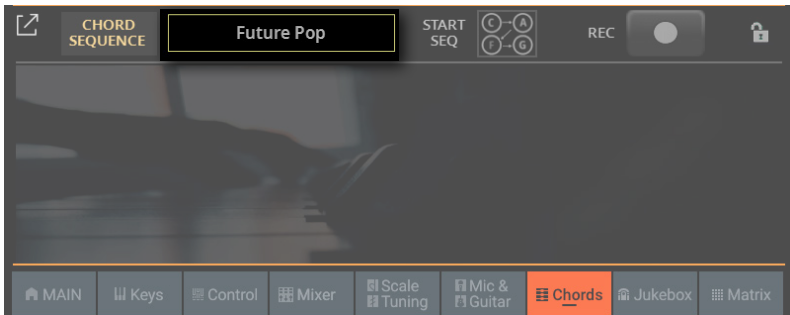 CHORD
SEQUENCE
Future Pop
START
SEQ
C A
F G
REC
MAIN
Keys
Control
Mixer
Scale
Tuning
Mic &
Guitar
Chords
Jukebox
Matrix